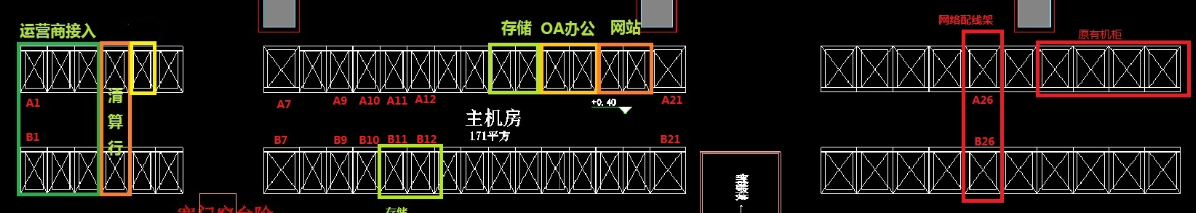 运营商接入
存储 OA办公 网站
网络配线架
原有机柜
清算行
A1
A7
A9
A10
A11
A12
A21
A26
+0.40
主机房
171平方
B1
B7
B9
B10
B11
B12
B21
B26
存储